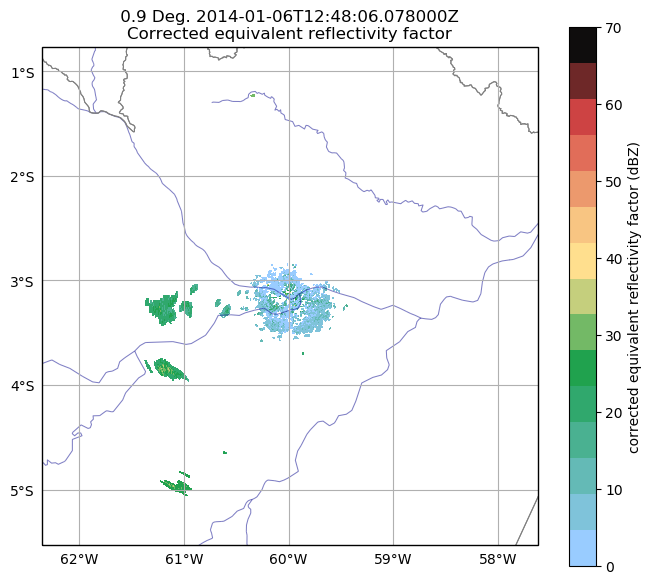 0.9 Deg. 2014-01-06T12:48:06.078000Z
Corrected equivalent reflectivity factor
70
60
50
40
30
20
10
0
corrected equivalent reflectivity factor (dBZ)
1°S
2°S
3°S
4°S
5°S
62°W 61°W 60°W 59°W 58°W